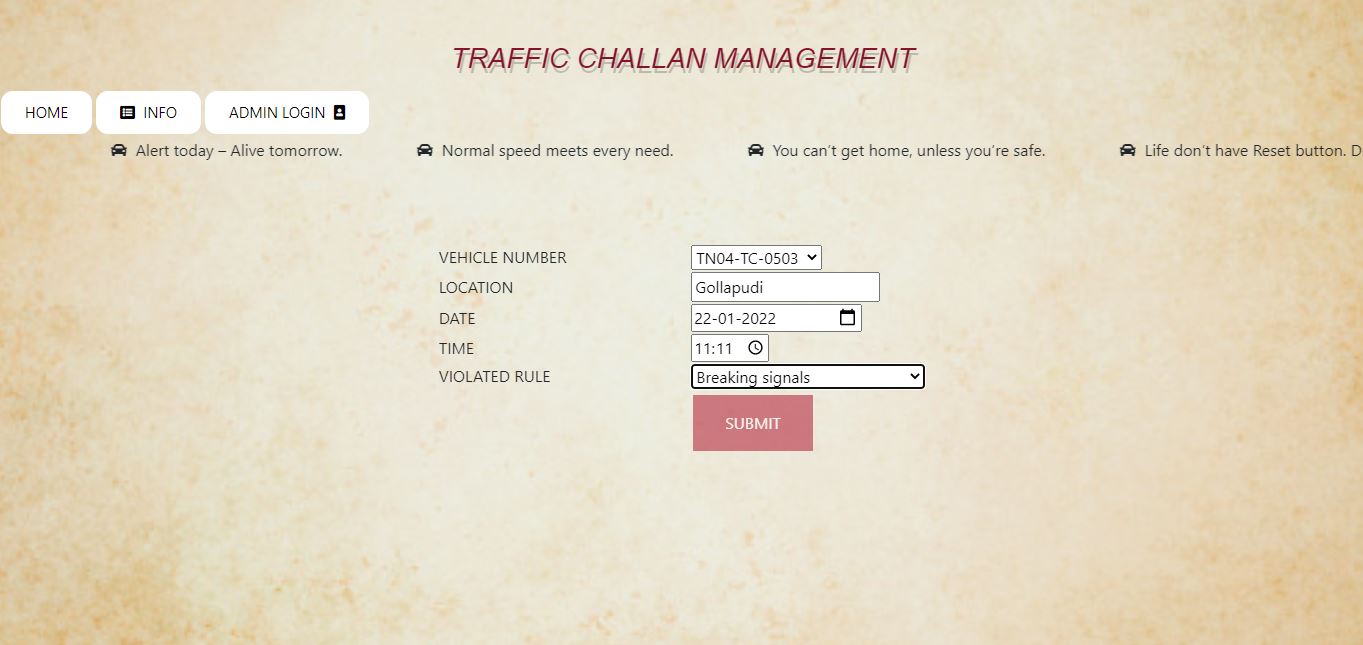 TRAFFIC CHALLAN MANAGEMENT
HOME INFO ADMIN LOGIN
Alert today – Alive tomorrow. Normal speed meets every need. You can't get home, unless you're safe. Life don't have Reset button. D
VEHICLE NUMBER TN04-TC-0503
LOCATION Gollapudi
DATE 22-01-2022
TIME 11:11
VIOLATED RULE Breaking signals
SUBMIT